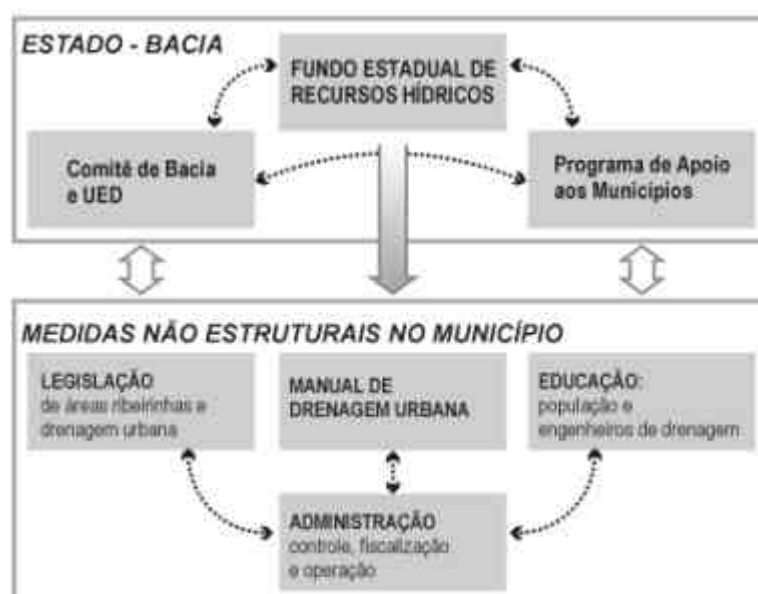 ESTADO - BACIA
FUNDO ESTADUAL DE
RECURSOS HÍDRICOS
Comitê de Bacia
e UED
Programa de Apoio
aos Municípios
MEDIDAS NÃO ESTRUTURAIS NO MUNICÍPIO
LEGISLAÇÃO
de áreas ribeirinhas e
drenagem urbana
MANUAL DE
DRENAGEM URBANA
EDUCAÇÃO:
população e
engenheiros de drenagem
ADMINISTRAÇÃO
controle, fiscalização
e operação